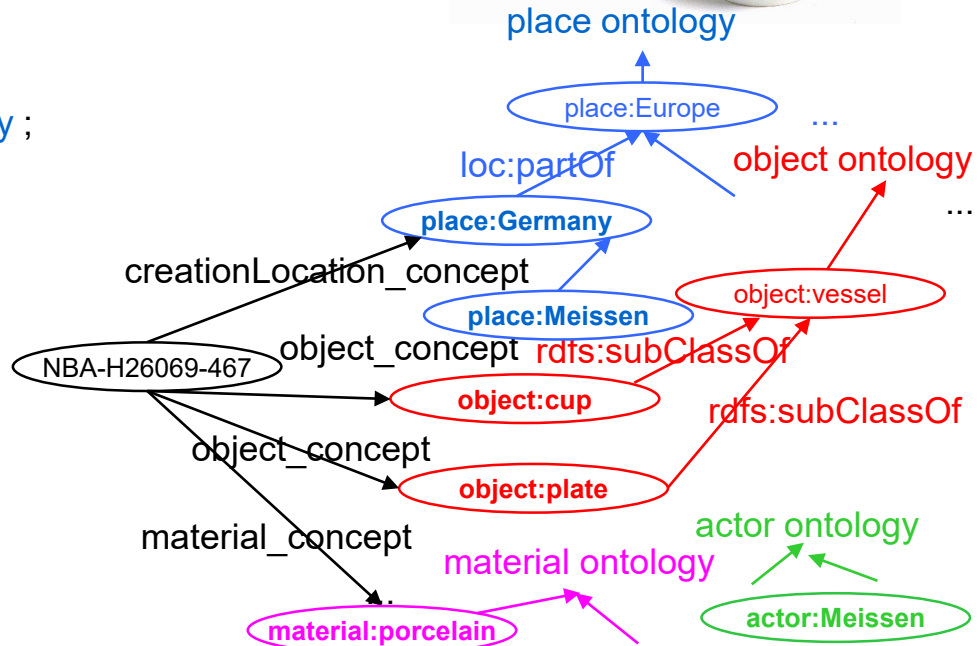 place ontology
place:Europe
y ;
...
loc:partOf
object ontology
...
place:Germany
creationLocation_concept
object:vessel
place:Meissen
NBA-H26069-467
object_concept
rdfs:subClassOf
object:cup
rdfs:subClassOf
object_concept
object:plate
material_concept
actor ontology
material ontology
...
material:porcelain
actor:Meissen